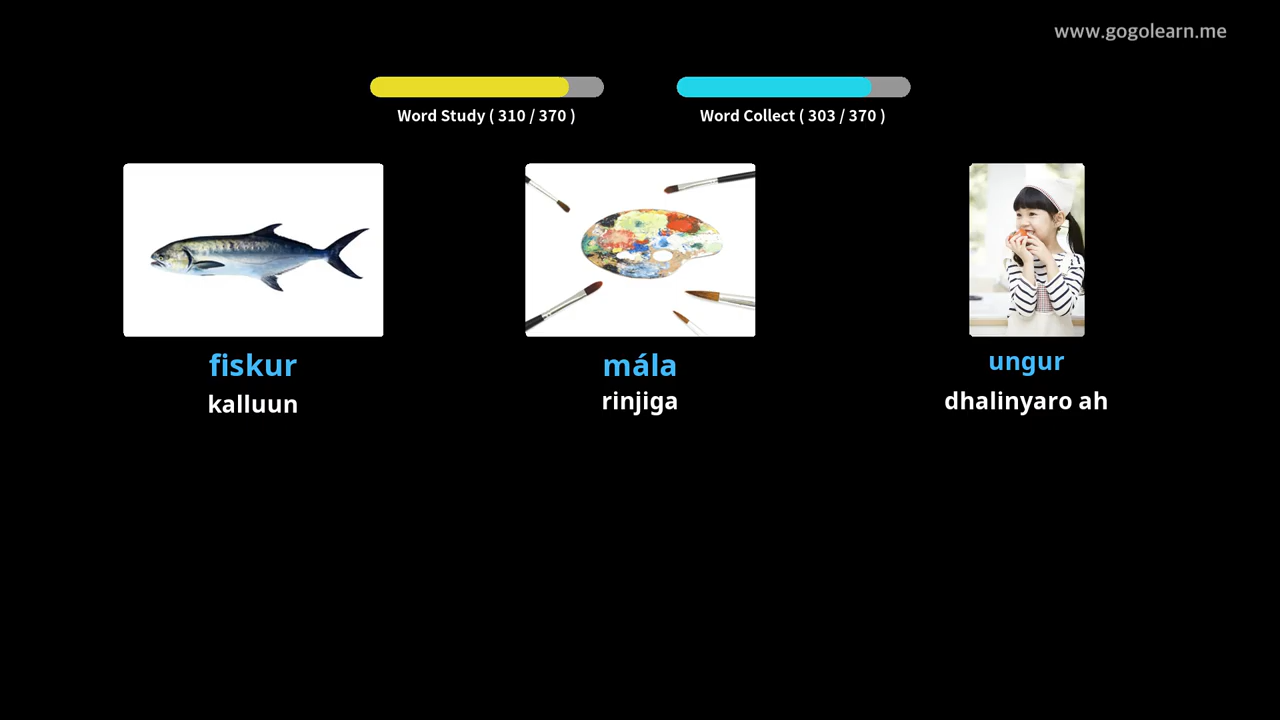 www.gogolearn.me
Word Study ( 310 / 370 )
Word Collect ( 303 / 370 )
fiskur
kalluun
mála
rinjiga
ungur
dhalinyaro ah